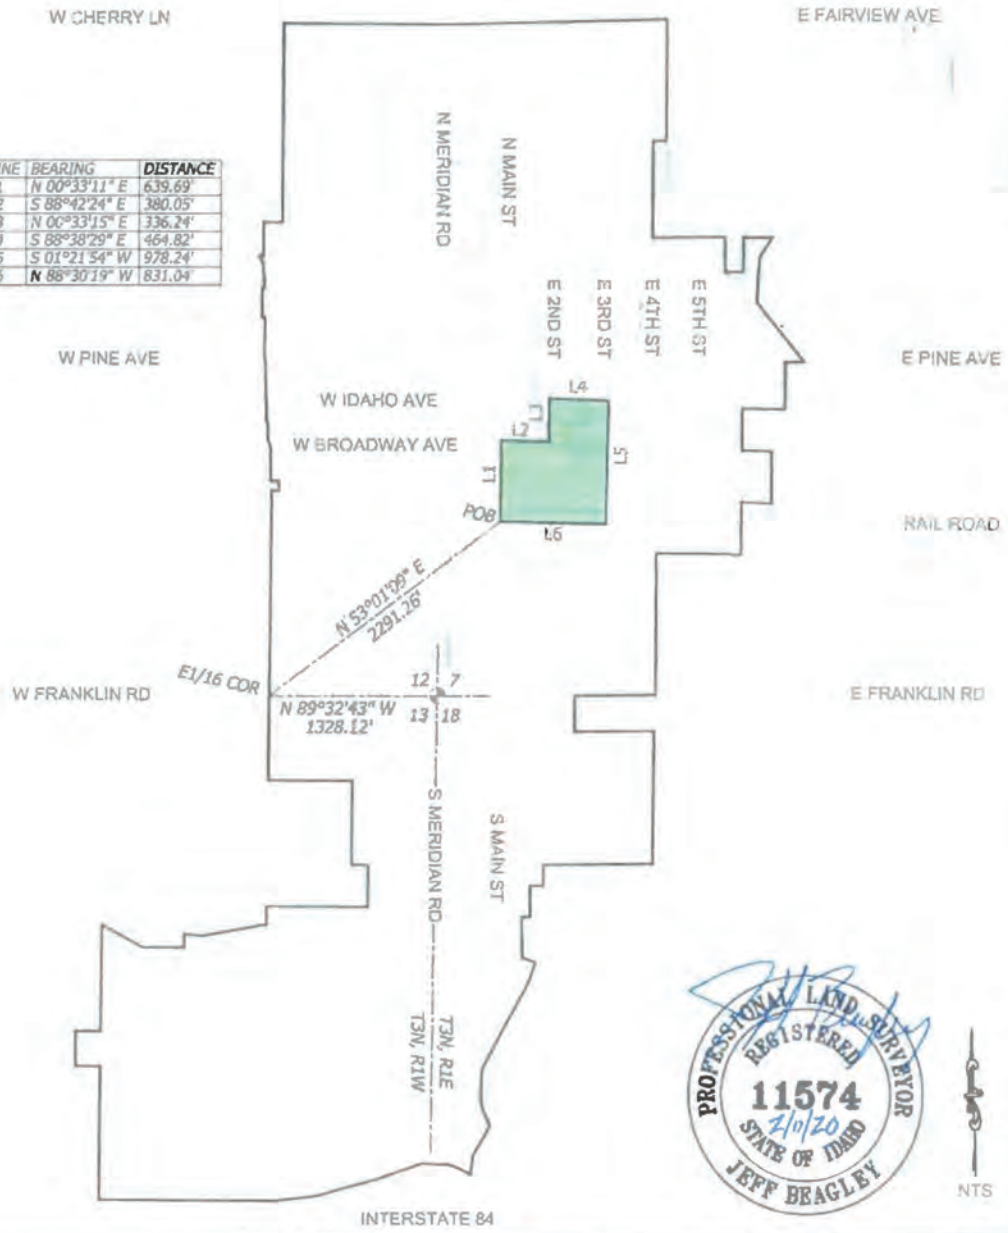 W CHERRY LN
E FAIRVIEW AVE
BEARING DISTANCE
N 00°33'11" E 639.69'
S 88°42'24" E 380.05'
N 00°33'15" E 336.24'
S 88°38'29" E 464.82'
S 01°21'54" W 978.24'
N 88°30'19" W 831.04'
N MERIDIAN RD
N MAIN ST
E 2ND ST
E 3RD ST
E 4TH ST
E 5TH ST
W PINE AVE
E PINE AVE
W IDAHO AVE
W BROADWAY AVE
L4
L3
L2
L1
L5
L6
POB
RAIL ROAD
N 53°01'09" E
2291.26'
E1/16 COR
W FRANKLIN RD
E FRANKLIN RD
12 7
13 18
N 89°32'43" W
1328.12'
S MERIDIAN RD
S MAIN ST
T3N, R1E
T3N, R1W
PROFESSIONAL LAND SURVEYOR
REGISTERED
11574
STATE OF IDAHO
JEFF BEAGLEY
NTS
INTERSTATE 84